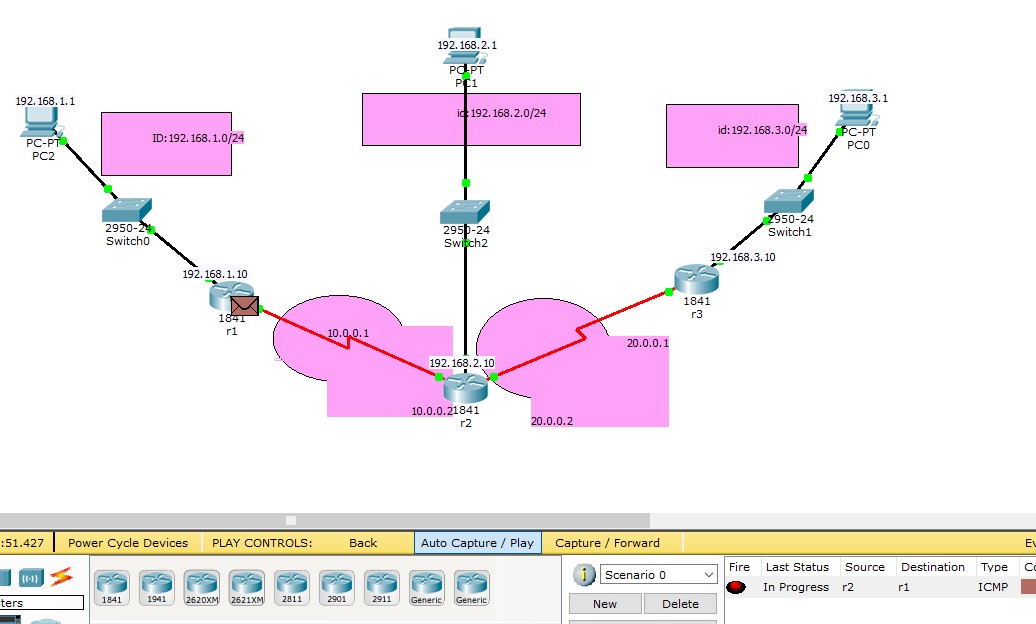 192.168.2.1
PC-PT
PC1
192.168.1.1
PC-PT
PC2
192.168.3.1
PC-PT
PC0
ID:192.168.1.0/24
id:192.168.2.0/24
id:192.168.3.0/24
2950-24
Switch0
2950-24
Switch2
2950-24
Switch1
192.168.1.10
1841
r1
192.168.3.10
1841
r3
10.0.0.1
20.0.0.1
192.168.2.10
10.0.0.2
1841
r2
20.0.0.2
:51.427
Power Cycle Devices
PLAY CONTROLS:
Back
Auto Capture / Play
Capture / Forward
Ev
ters
1841
1941
2620XM
2621XM
2811
2901
2911
Generic
Generic
Scenario 0
New
Delete
Fire Last Status Source Destination Type Co
In Progress r2 r1 ICMP